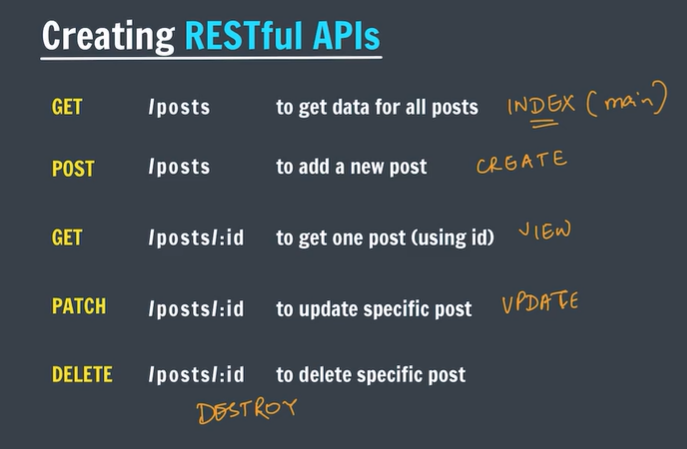 Creating RESTful APIs
GET /posts to get data for all posts INDEX (main)
POST /posts to add a new post CREATE
GET /posts/:id to get one post (using id) VIEW
PATCH /posts/:id to update specific post UPDATE
DELETE /posts/:id to delete specific post
DESTROY